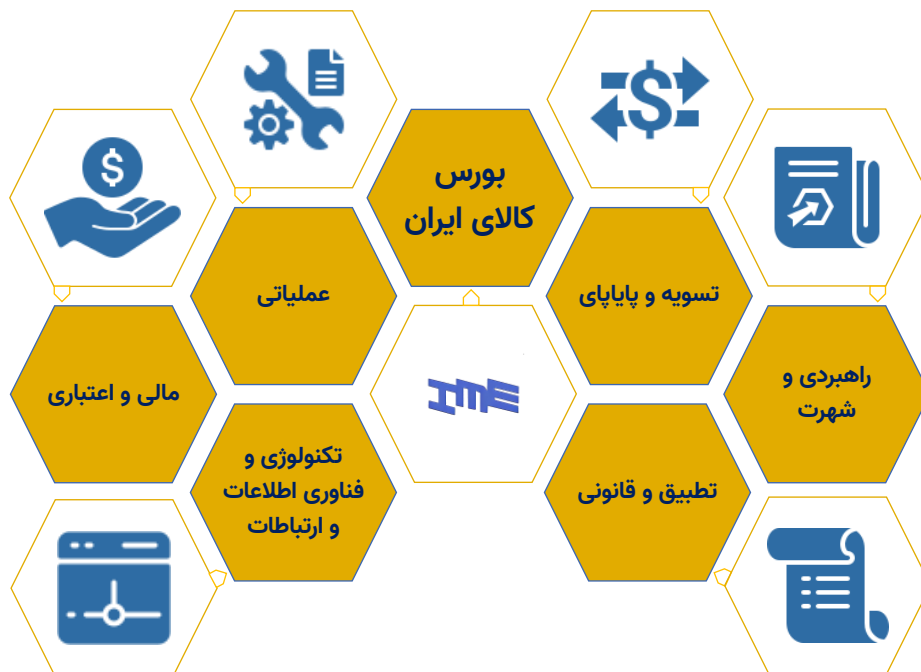 بورس
کالای ایران
تسویه و پایاپای
عملیاتی
راهبردی و
شهرت
IME
مالی و اعتباری
تطبیق و قانونی
تکنولوژی و
فناوری اطلاعات
و ارتباطات